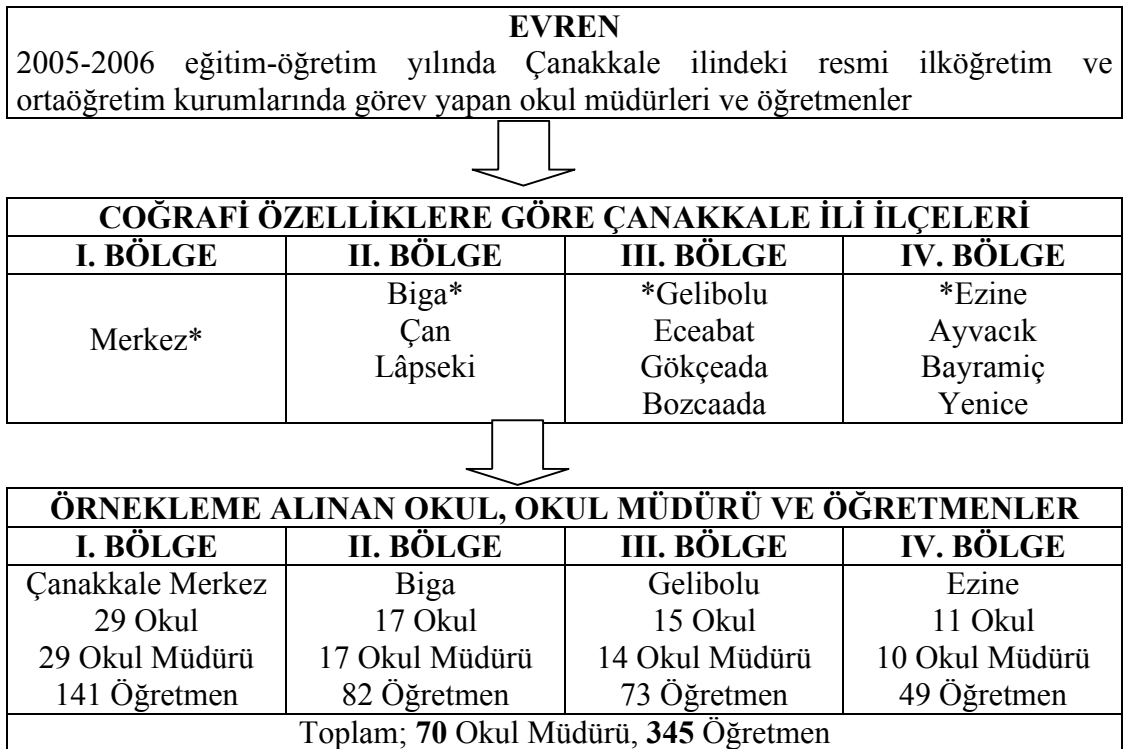 EVREN
2005-2006 eğitim-öğretim yılında Çanakkale ilindeki resmi ilköğretim ve
ortaöğretim kurumlarında görev yapan okul müdürleri ve öğretmenler
COĞRAFİ ÖZELLİKLERE GÖRE ÇANAKKALE İLİ İLÇELERİ
I. BÖLGE II. BÖLGE III. BÖLGE IV. BÖLGE
Merkez*
Biga*
Çan
Lâpseki
*Gelibolu
Eceabat
Gökçeada
Bozcaada
*Ezine
Ayvacık
Bayramiç
Yenice
ÖRNEKLEME ALINAN OKUL, OKUL MÜDÜRÜ VE ÖĞRETMENLER
I. BÖLGE II. BÖLGE III. BÖLGE IV. BÖLGE
Çanakkale Merkez Biga Gelibolu Ezine
29 Okul 17 Okul 15 Okul 11 Okul
29 Okul Müdürü 17 Okul Müdürü 14 Okul Müdürü 10 Okul Müdürü
141 Öğretmen 82 Öğretmen 73 Öğretmen 49 Öğretmen
Toplam; 70 Okul Müdürü, 345 Öğretmen